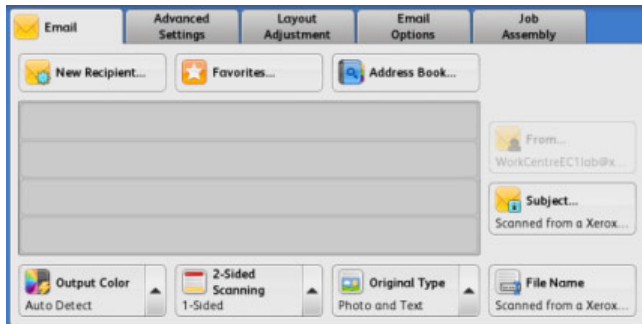 Email
Advanced
Settings
Layout
Adjustment
Email
Options
Job
Assembly
New Recipient...
Favorites...
Address Book...
From...
WorkCentreEC1lab@x...
Subject...
Scanned from a Xerox...
Output Color
Auto Detect
2-Sided
Scanning
1-Sided
Original Type
Photo and Text
File Name
Scanned from a Xerox...